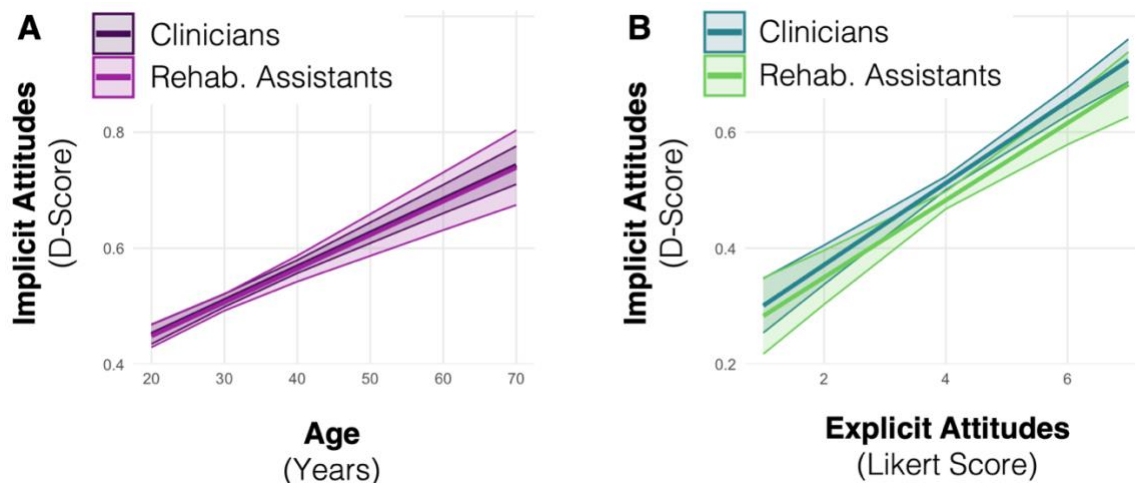 A
Clinicians
Rehab. Assistants
Implicit Attitudes
(D-Score)
0.8
0.6
0.4
20 30 40 50 60 70
Age
(Years)
B
Clinicians
Rehab. Assistants
Implicit Attitudes
(D-Score)
0.6
0.4
0.2
2 4 6
Explicit Attitudes
(Likert Score)